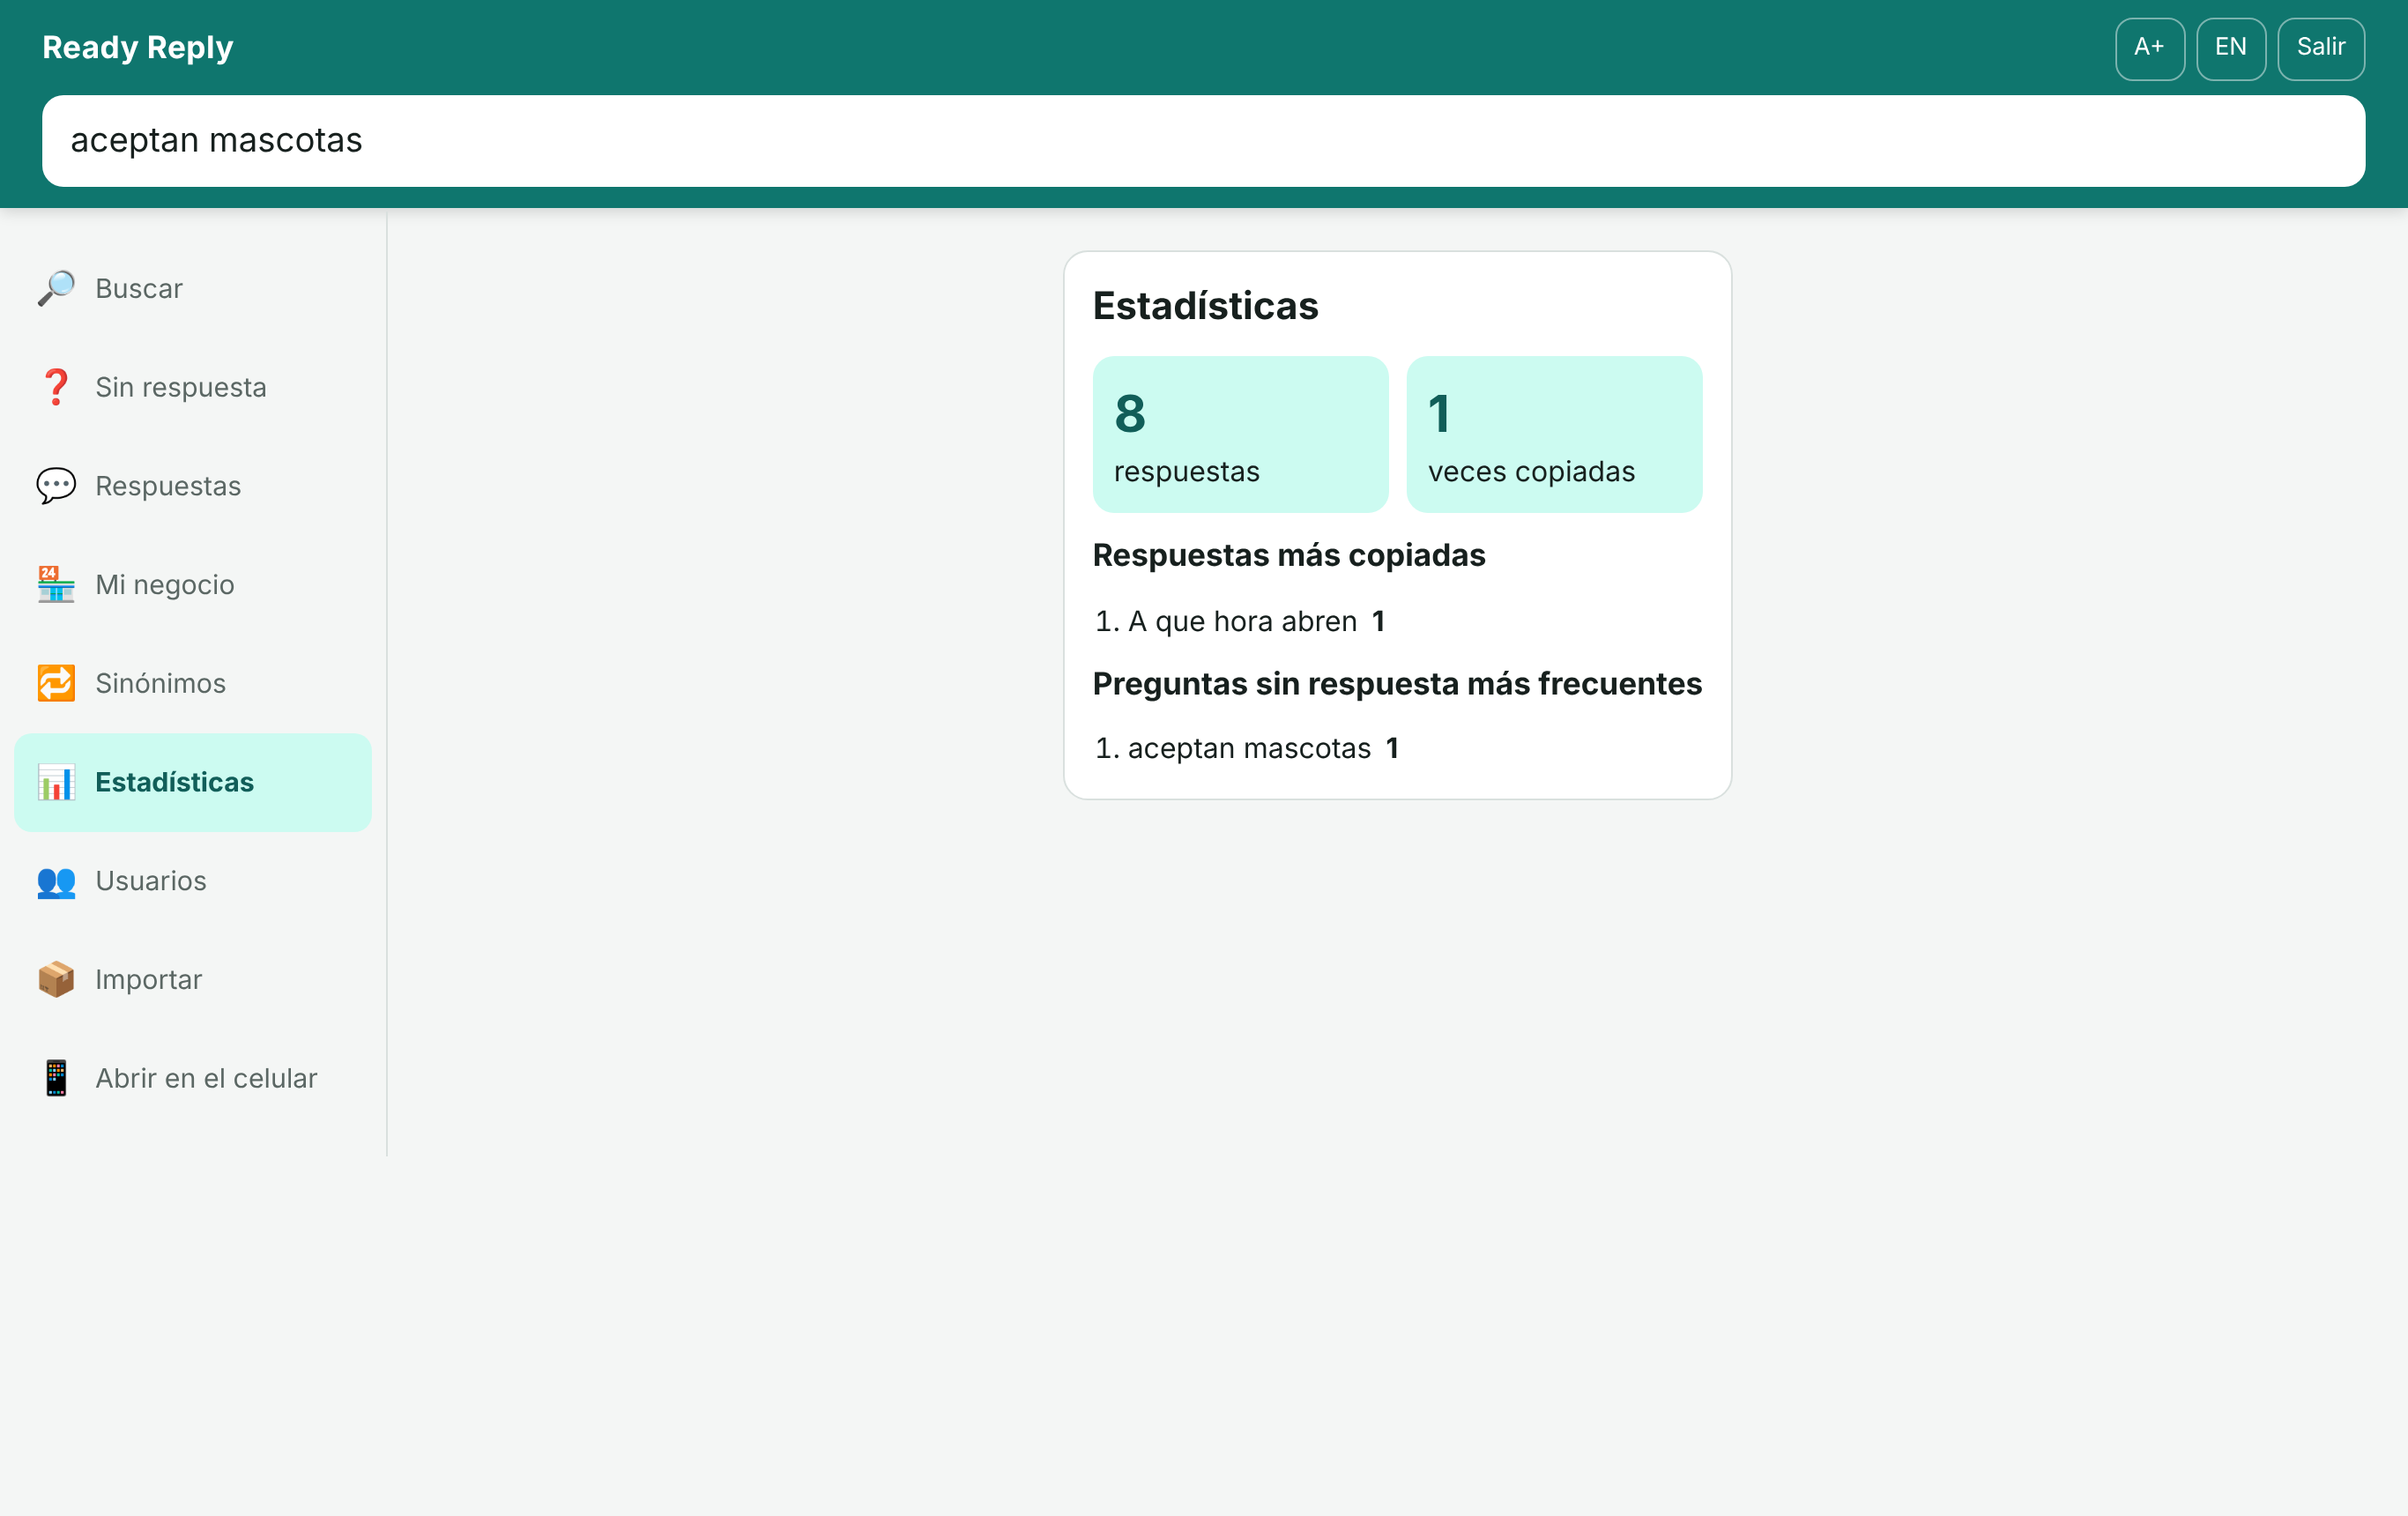 Ready Reply
A+ EN Salir
aceptan mascotas
Buscar
Sin respuesta
Respuestas
Mi negocio
Sinónimos
Estadísticas
Usuarios
Importar
Abrir en el celular
Estadísticas
8
respuestas
1
veces copiadas
Respuestas más copiadas
1. A que hora abren 1
Preguntas sin respuesta más frecuentes
1. aceptan mascotas 1